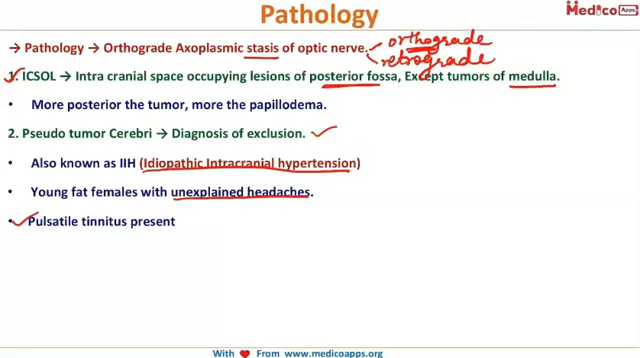 Pathology
Medico Apps
→ Pathology → Orthograde Axoplasmic stasis of optic nerve. orthograde
retrograde
1. ICSOL → Intra cranial space occupying lesions of posterior fossa, Except tumors of medulla.
• More posterior the tumor, more the papillodema.
2. Pseudo tumor Cerebri → Diagnosis of exclusion.
• Also known as IIH (Idiopathic Intracranial hypertension)
• Young fat females with unexplained headaches.
• Pulsatile tinnitus present
With ♥ From www.medicoapps.org